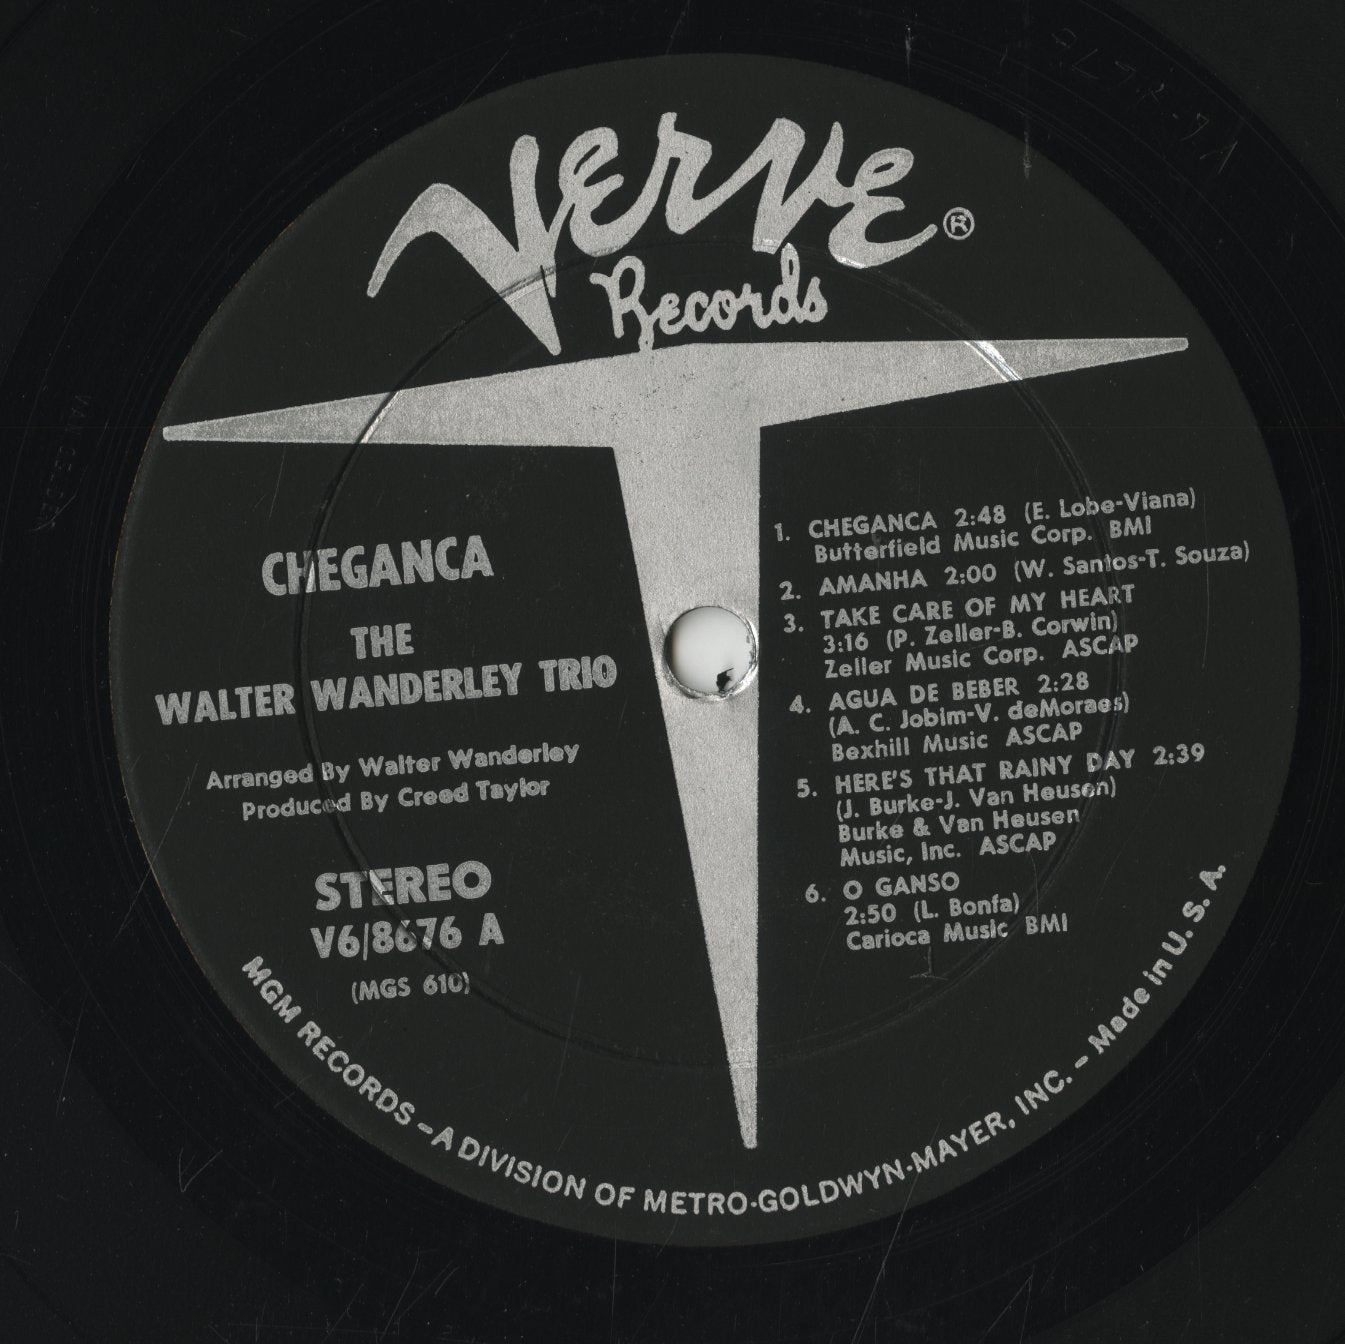 Verve®
Records
CHEGANCA
THE
WALTER WANDERLEY TRIO
Arranged By Walter Wanderley
Produced By Creed Taylor
STEREO
V6/8676 A
(MGS 610)
1. CHEGANCA 2:48 (E. Lobe-Viana)
Butterfield Music Corp. BMI
2. AMANHA 2:00 (W. Santos-T. Souza)
3. TAKE CARE OF MY HEART
3:16 (P. Zeller-B. Corwin)
Zeller Music Corp. ASCAP
4. AGUA DE BEBER 2:28
(A. C. Jobim-V. deMoraes)
Bexhill Music ASCAP
5. HERE'S THAT RAINY DAY 2:39
(J. Burke-J. Van Heusen)
Burke & Van Heusen
Music, Inc. ASCAP
6. O GANSO
2:50 (L. Bonfa)
Carioca Music BMI
MGM RECORDS – A DIVISION OF METRO-GOLDWYN-MAYER, INC. – Made in U. S. A.